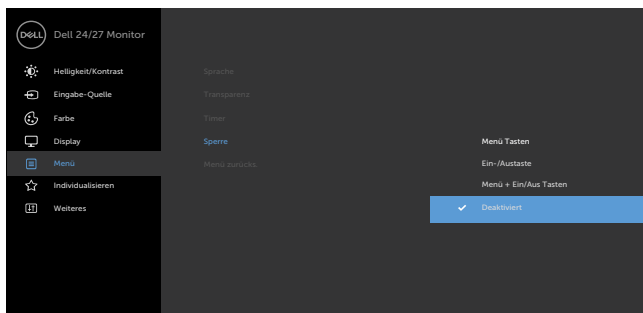 DELL
Dell 24/27 Monitor
Helligkeit/Kontrast
Eingabe-Quelle
Farbe
Display
Menü
Individualisieren
Weiteres
Sprache
Transparenz
Timer
Sperre
Menü zurücks.
Menü Tasten
Ein-/Austaste
Menü + Ein/Aus Tasten
Deaktiviert